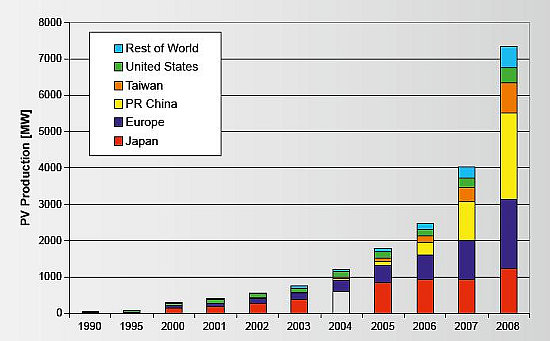 8000
7000
6000
5000
4000
3000
2000
1000
0
PV Production [MW]
Rest of World
United States
Taiwan
PR China
Europe
Japan
1990 1995 2000 2001 2002 2003 2004 2005 2006 2007 2008